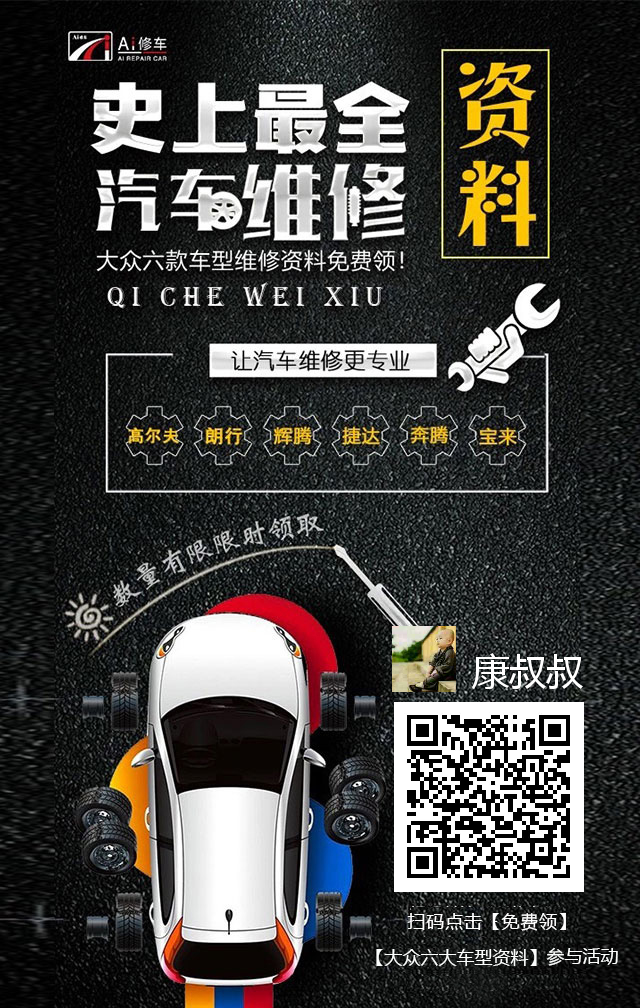 Aies
Ai修车
AI REPAIR CAR
史上最全
汽车维修
资料
大众六款车型维修资料免费领!
QI CHE WEI XIU
让汽车维修更专业
高尔夫 朗行 辉腾 捷达 奔腾 宝来
数量有限限时领取
康叔叔
扫码点击【免费领】
【大众六大车型资料】参与活动